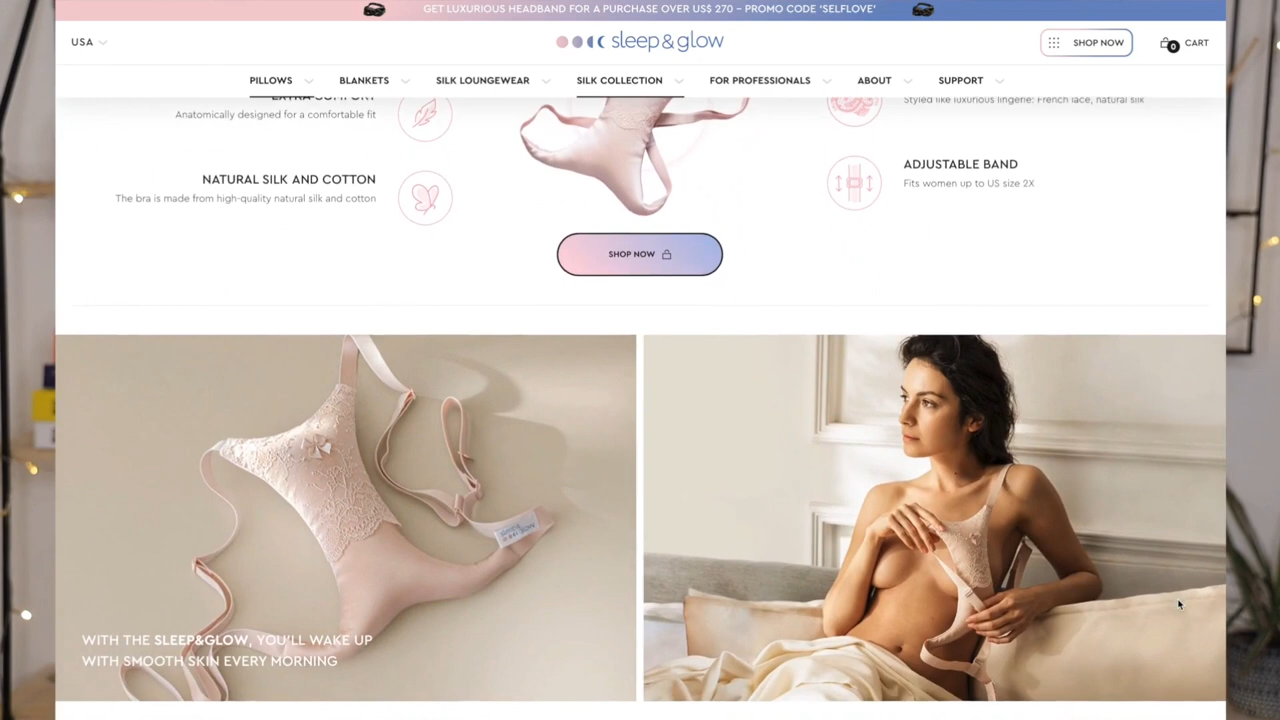 GET LUXURIOUS HEADBAND FOR A PURCHASE OVER US$ 270 – PROMO CODE 'SELFLOVE'
USA
sleep&glow
SHOP NOW
0
CART
PILLOWS
BLANKETS
SILK LOUNGEWEAR
SILK COLLECTION
FOR PROFESSIONALS
ABOUT
SUPPORT
EXTRA COMFORT
Anatomically designed for a comfortable fit
Styled like luxurious lingerie: French lace, natural silk
NATURAL SILK AND COTTON
The bra is made from high-quality natural silk and cotton
ADJUSTABLE BAND
Fits women up to US size 2X
SHOP NOW
WITH THE SLEEP&GLOW, YOU'LL WAKE UP
WITH SMOOTH SKIN EVERY MORNING